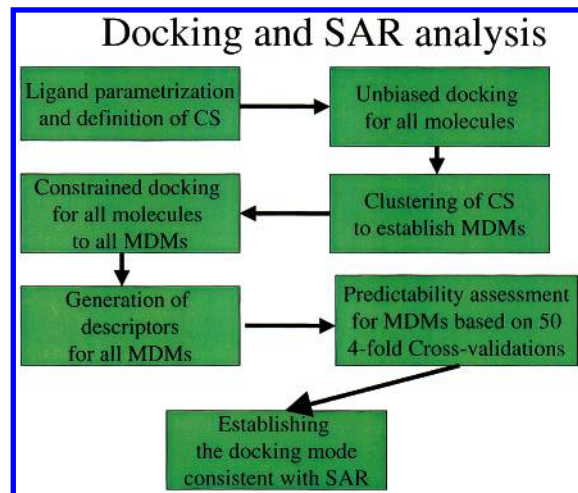 Docking and SAR analysis
Ligand parametrization
and definition of CS
Unbiased docking
for all molecules
Clustering of CS
to establish MDMs
Constrained docking
for all molecules
to all MDMs
Generation of
descriptors
for all MDMs
Predictability assessment
for MDMs based on 50
4-fold Cross-validations
Establishing
the docking mode
consistent with SAR